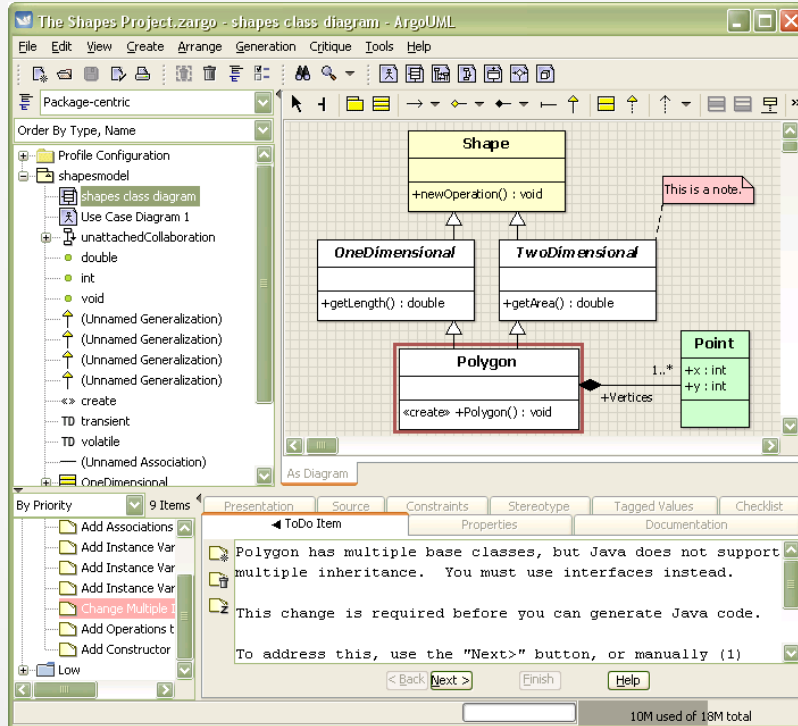 The Shapes Project.zargo - shapes class diagram - ArgoUML
File Edit View Create Arrange Generation Critique Tools Help
Package-centric
Order By Type, Name
Profile Configuration
shapesmodel
shapes class diagram
Use Case Diagram 1
unattachedCollaboration
double
int
void
(Unnamed Generalization)
(Unnamed Generalization)
(Unnamed Generalization)
(Unnamed Generalization)
«» create
TD transient
TD volatile
(Unnamed Association)
OneDimensional
Shape
+newOperation() : void
This is a note.
OneDimensional
+getLength() : double
TwoDimensional
+getArea() : double
Polygon
«create» +Polygon() : void
1..*
+Vertices
Point
+x : int
+y : int
As Diagram
By Priority 9 Items
Add Associations
Add Instance Var
Add Instance Var
Add Instance Var
Change Multiple I
Add Operations t
Add Constructor
Low
Presentation Source Constraints Stereotype Tagged Values Checklist
ToDo Item Properties Documentation
Polygon has multiple base classes, but Java does not support
multiple inheritance. You must use interfaces instead.
This change is required before you can generate Java code.
To address this, use the "Next>" button, or manually (1)
< Back Next > Finish Help
10M used of 18M total